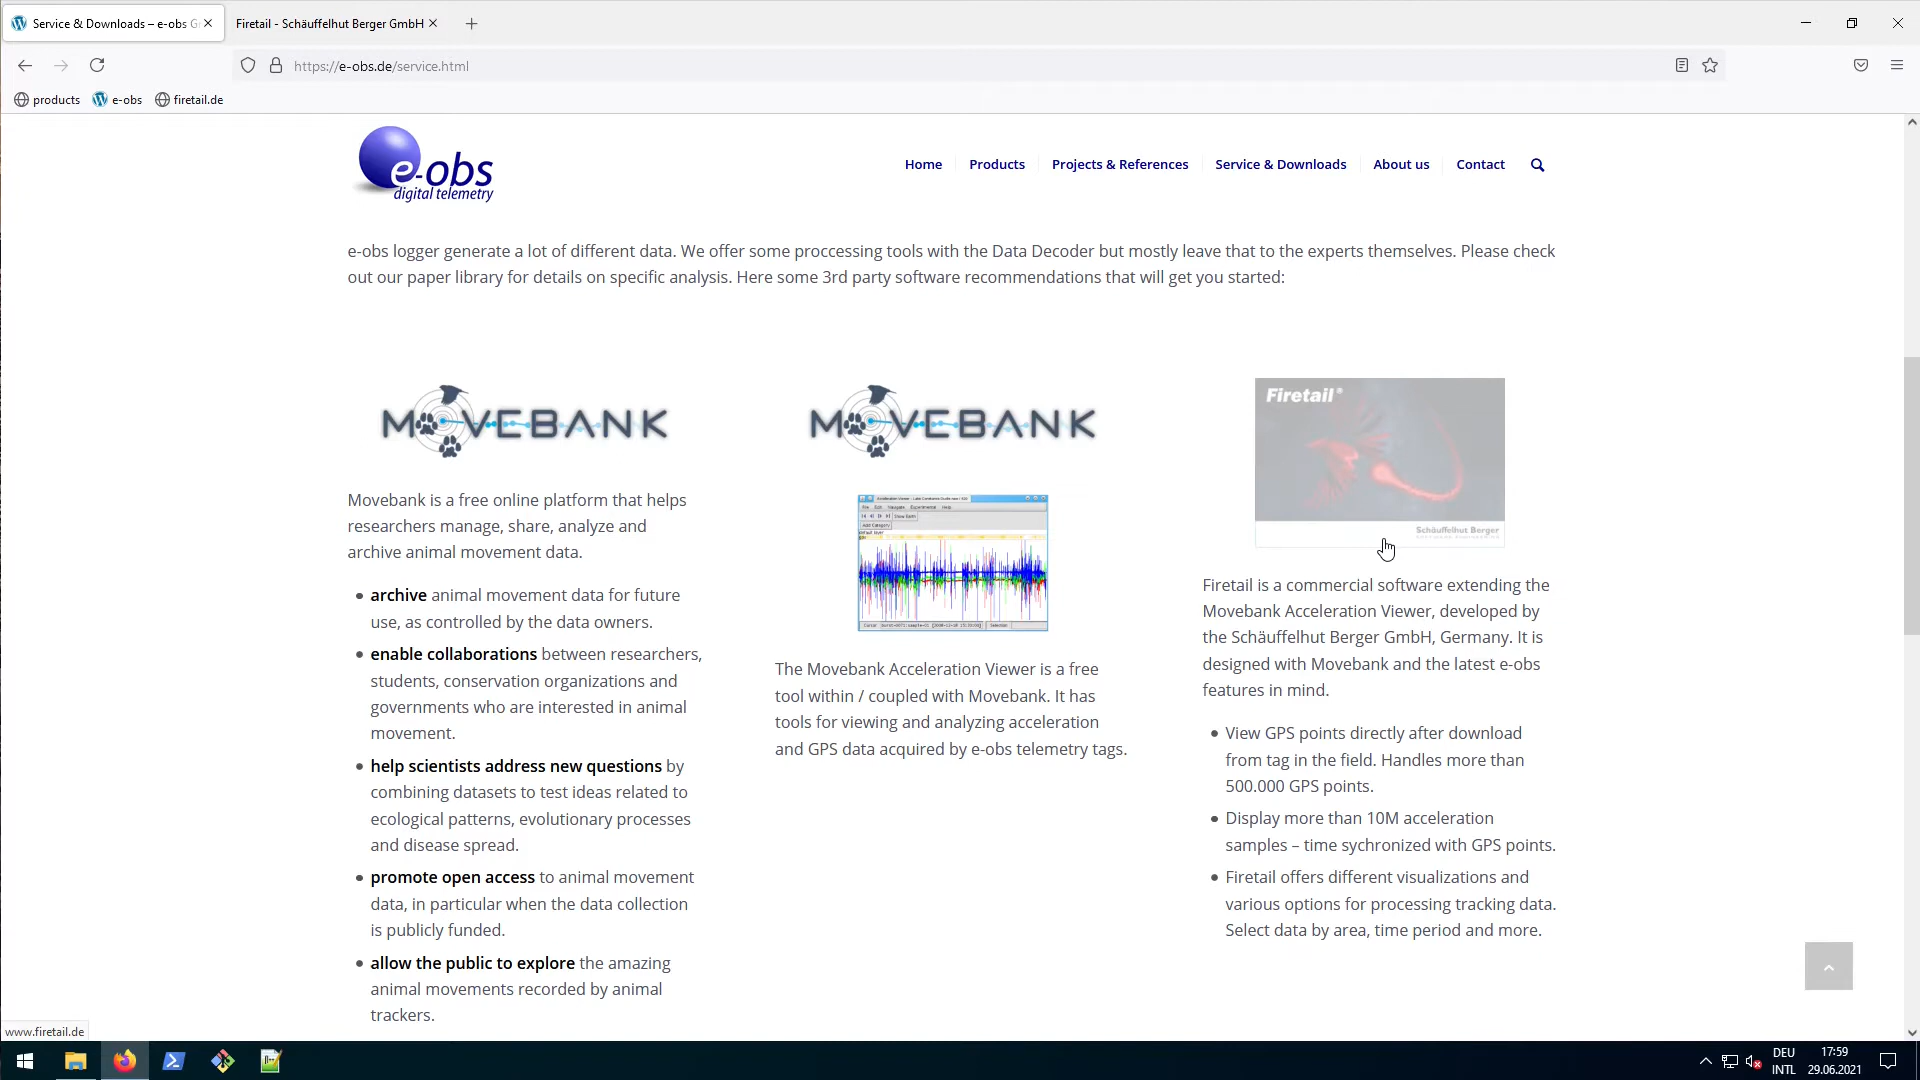 Service & Downloads – e-obs G
Firetail - Schäuffelhut Berger GmbH
https://e-obs.de/service.html
products
e-obs
firetail.de
e-obs
digital telemetry
Home
Products
Projects & References
Service & Downloads
About us
Contact
e-obs logger generate a lot of different data. We offer some proccessing tools with the Data Decoder but mostly leave that to the experts themselves. Please check
out our paper library for details on specific analysis. Here some 3rd party software recommendations that will get you started:
MOVEBANK
Movebank is a free online platform that helps
researchers manage, share, analyze and
archive animal movement data.
archive animal movement data for future
use, as controlled by the data owners.
enable collaborations between researchers,
students, conservation organizations and
governments who are interested in animal
movement.
help scientists address new questions by
combining datasets to test ideas related to
ecological patterns, evolutionary processes
and disease spread.
promote open access to animal movement
data, in particular when the data collection
is publicly funded.
allow the public to explore the amazing
animal movements recorded by animal
trackers.
MOVEBANK
File Edit Navigate Experimental Help
Add Category
The Movebank Acceleration Viewer is a free
tool within / coupled with Movebank. It has
tools for viewing and analyzing acceleration
and GPS data acquired by e-obs telemetry tags.
Firetail®
Schäuffelhut Berger
Firetail is a commercial software extending the
Movebank Acceleration Viewer, developed by
the Schäuffelhut Berger GmbH, Germany. It is
designed with Movebank and the latest e-obs
features in mind.
View GPS points directly after download
from tag in the field. Handles more than
500.000 GPS points.
Display more than 10M acceleration
samples – time sychronized with GPS points.
Firetail offers different visualizations and
various options for processing tracking data.
Select data by area, time period and more.
www.firetail.de
DEU
INTL
17:59
29.06.2021